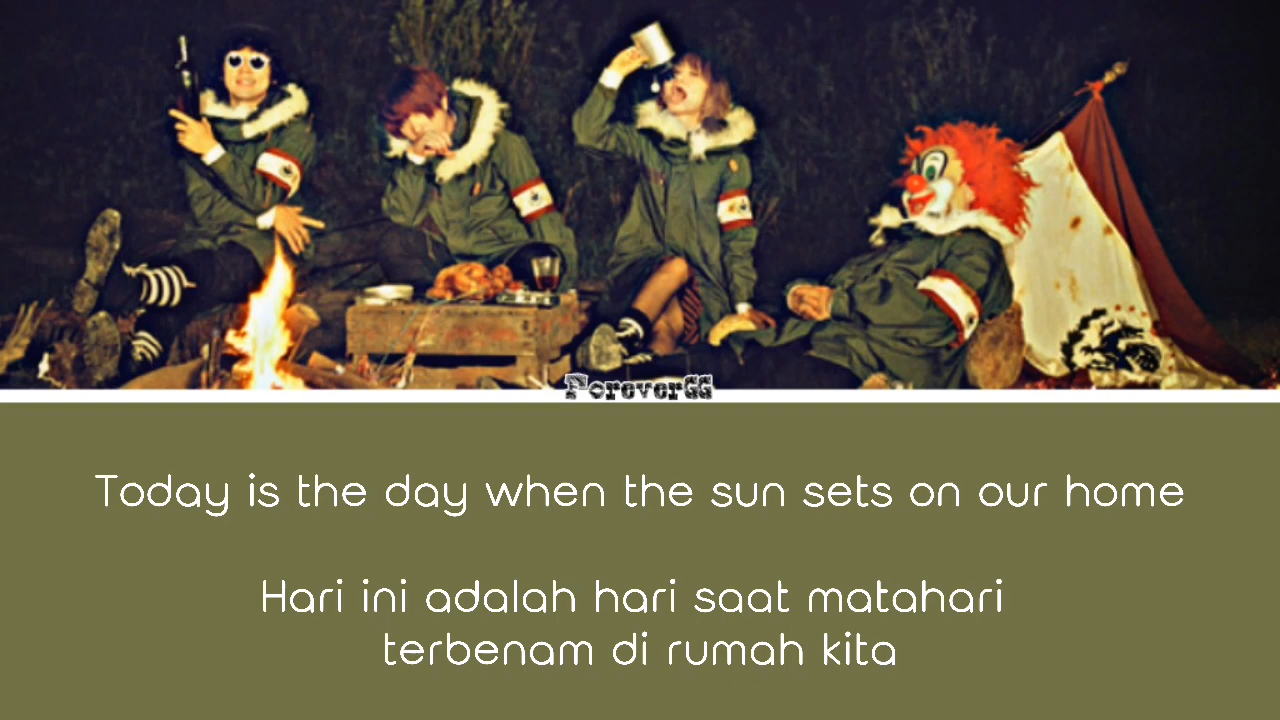 ForeverGG
Today is the day when the sun sets on our home
Hari ini adalah hari saat matahari
terbenam di rumah kita